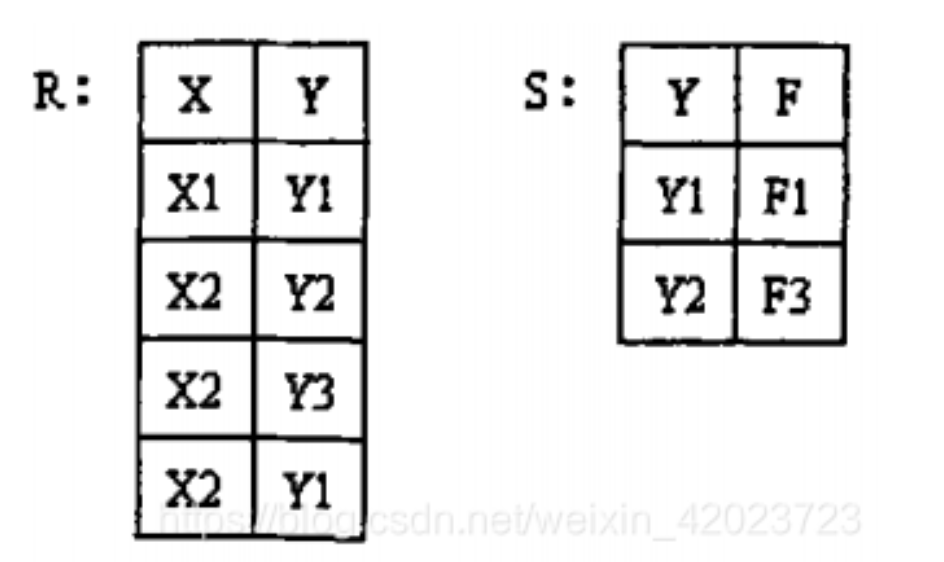 R: X Y S: Y F
X1 Y1 Y1 F1
X2 Y2 Y2 F3
X2 Y3
X2 Y1
https://blog.csdn.net/weixin_42023723